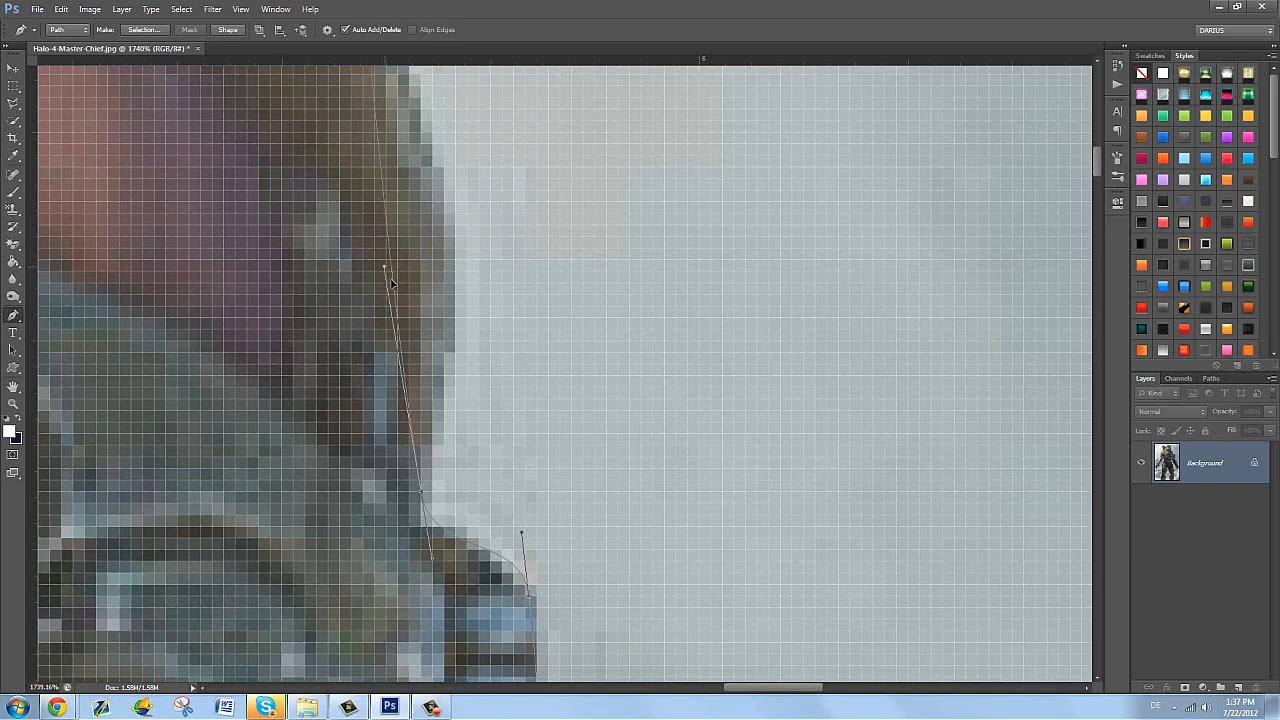 Ps File Edit Image Layer Type Select Filter View Window Help
Path Make: Selection... Mask Shape Auto Add/Delete Align Edges DARIUS
Halo-4-Master-Chief.jpg @ 1740% (RGB/8#) *
6
Swatches Styles
Layers Channels Paths
Kind
Normal Opacity: 100%
Lock: Fill: 100%
Background
1739.16% Doc: 1.58M/1.58M
DE 1:37 PM
7/22/2012